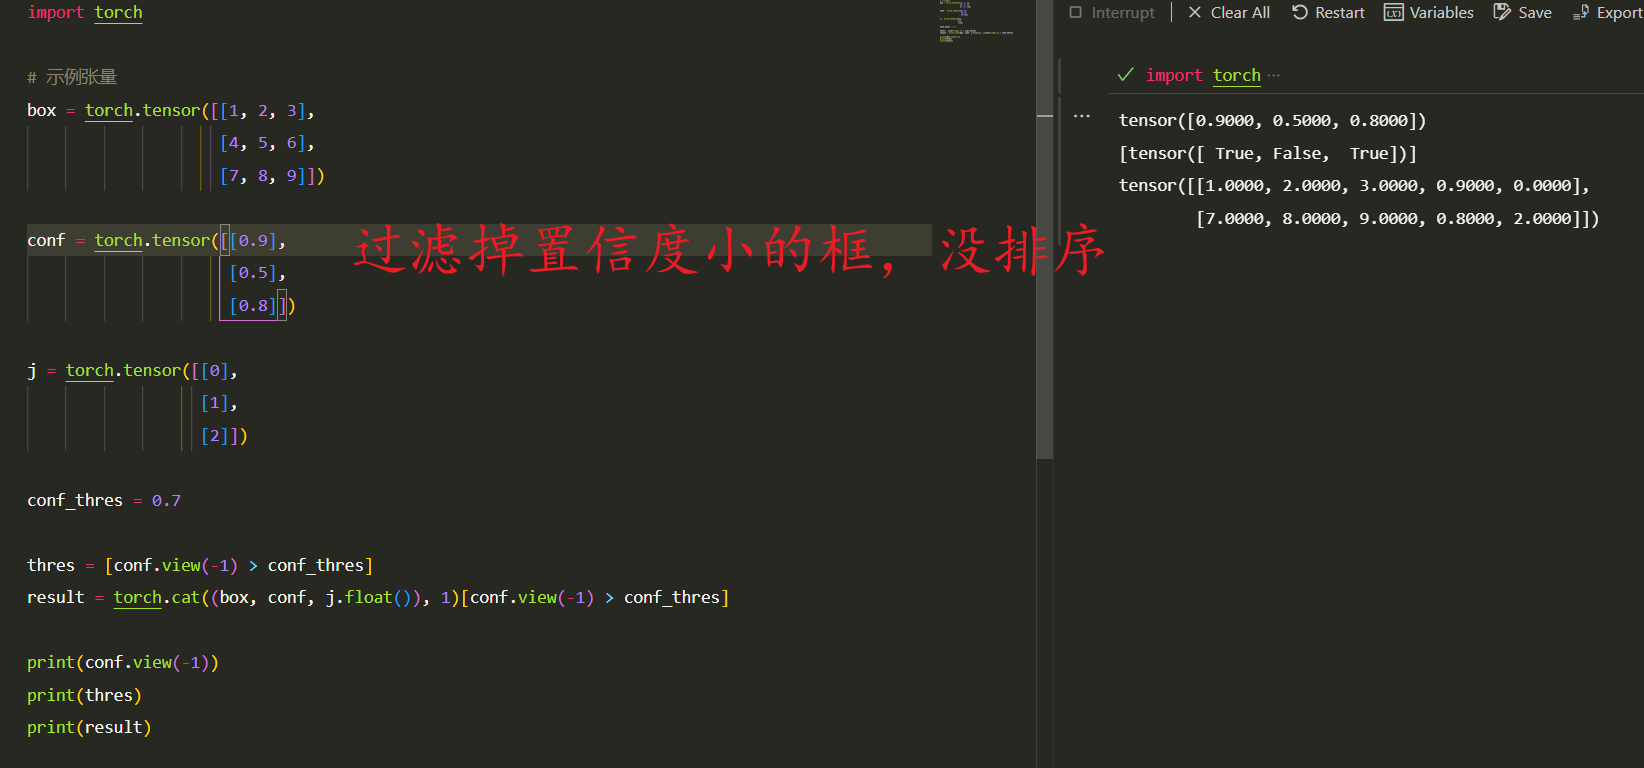 import torch
# 示例张量
box = torch.tensor([[1, 2, 3],
[4, 5, 6],
[7, 8, 9]])
conf = torch.tensor([[0.9],
[0.5],
[0.8]])
过滤掉置信度小的框，没排序
j = torch.tensor([[0],
[1],
[2]])
conf_thres = 0.7
thres = [conf.view(-1) > conf_thres]
result = torch.cat((box, conf, j.float()), 1)[conf.view(-1) > conf_thres]
print(conf.view(-1))
print(thres)
print(result)
Interrupt | Clear All Restart Variables Save Export
import torch ...
tensor([0.9000, 0.5000, 0.8000])
[tensor([ True, False,  True])]
tensor([[1.0000, 2.0000, 3.0000, 0.9000, 0.0000],
[7.0000, 8.0000, 9.0000, 0.8000, 2.0000]])